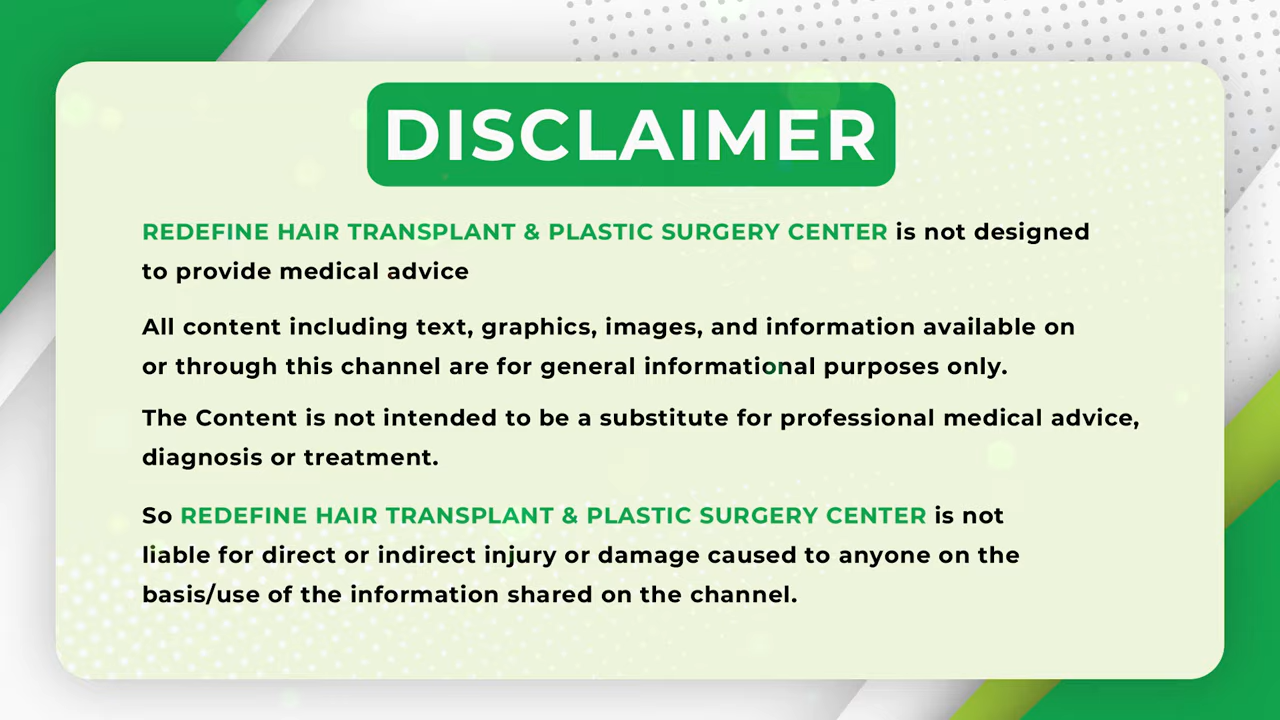 DISCLAIMER
REDEFINE HAIR TRANSPLANT & PLASTIC SURGERY CENTER is not designed
to provide medical advice
All content including text, graphics, images, and information available on
or through this channel are for general informational purposes only.
The Content is not intended to be a substitute for professional medical advice,
diagnosis or treatment.
So REDEFINE HAIR TRANSPLANT & PLASTIC SURGERY CENTER is not
liable for direct or indirect injury or damage caused to anyone on the
basis/use of the information shared on the channel.